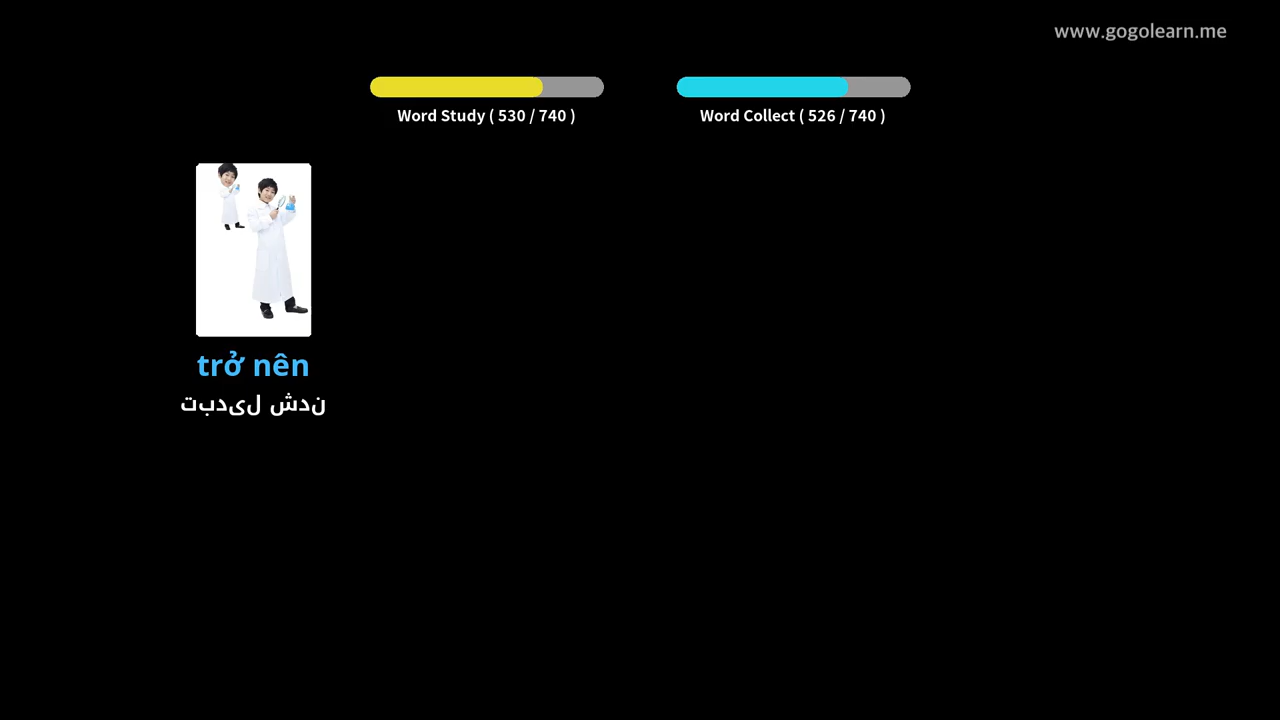 www.gogolearn.me
Word Study ( 530 / 740 )
Word Collect ( 526 / 740 )
trở nên
تبدیل شدن